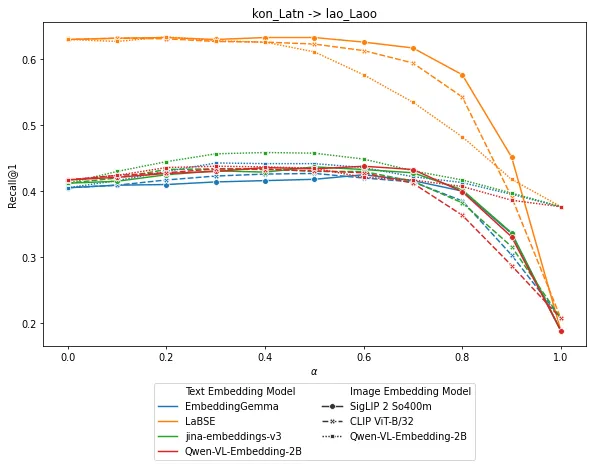 kon_Latn -> lao_Laoo
Recall@1
0.6
0.5
0.4
0.3
0.2
0.0
0.2
0.4
0.6
0.8
1.0
α
Text Embedding Model
EmbeddingGemma
LaBSE
jina-embeddings-v3
Qwen-VL-Embedding-2B
Image Embedding Model
SigLIP 2 So400m
CLIP ViT-B/32
Qwen-VL-Embedding-2B